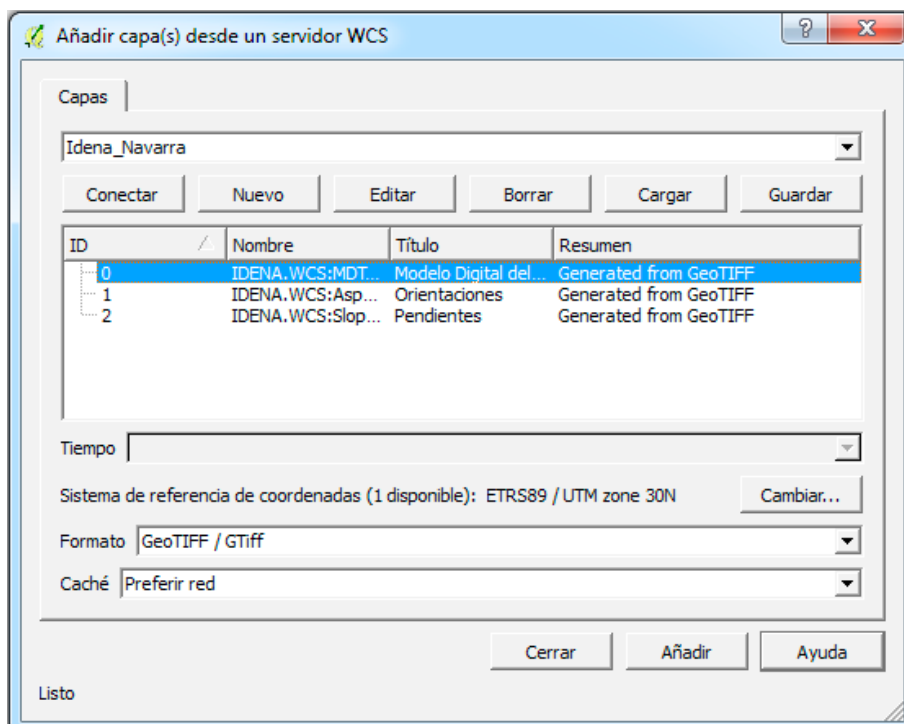 Añadir capa(s) desde un servidor WCS
Capas
Idena_Navarra
Conectar Nuevo Editar Borrar Cargar Guardar
ID Nombre Título Resumen
0 IDENA.WCS:MDT... Modelo Digital del... Generated from GeoTIFF
1 IDENA.WCS:Asp... Orientaciones Generated from GeoTIFF
2 IDENA.WCS:Slop... Pendientes Generated from GeoTIFF
Tiempo
Sistema de referencia de coordenadas (1 disponible): ETRS89 / UTM zone 30N Cambiar...
Formato GeoTIFF / GTiff
Caché Preferir red
Cerrar Añadir Ayuda
Listo